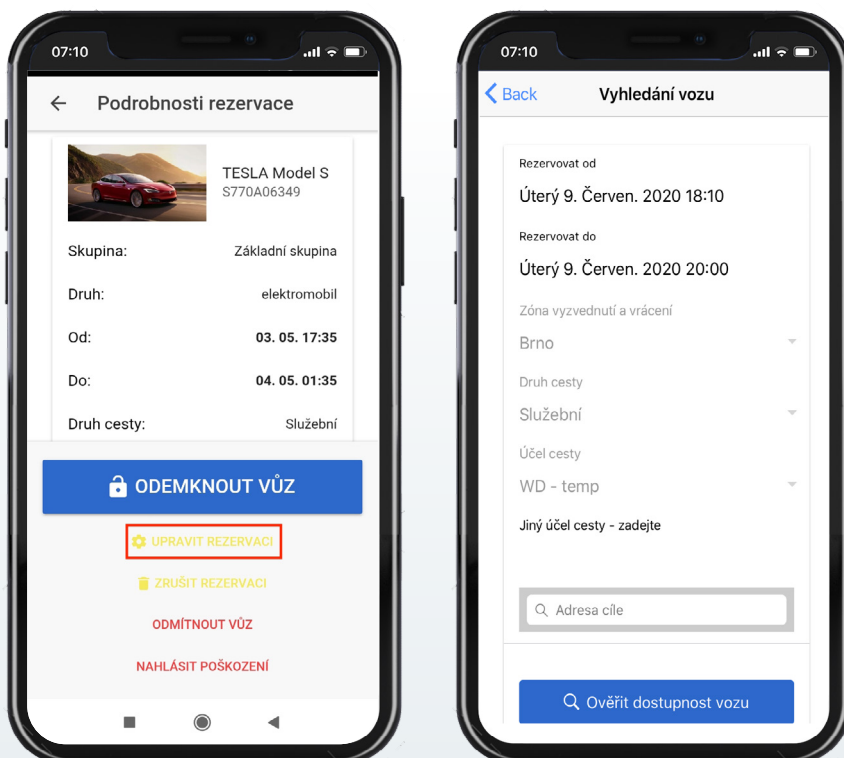 07:10
Podrobnosti rezervace
TESLA Model S
S770A06349
Skupina: Základní skupina
Druh: elektromobil
Od: 03. 05. 17:35
Do: 04. 05. 01:35
Druh cesty: Služební
ODEMKNOUT VŮZ
UPRAVIT REZERVACI
ZRUŠIT REZERVACI
ODMÍTNOUT VŮZ
NAHLÁSIT POŠKOZENÍ
07:10
Back Vyhledání vozu
Rezervovat od
Úterý 9. Červen. 2020 18:10
Rezervovat do
Úterý 9. Červen. 2020 20:00
Zóna vyzvednutí a vrácení
Brno
Druh cesty
Služební
Účel cesty
WD - temp
Jiný účel cesty - zadejte
Adresa cíle
Ověřit dostupnost vozu